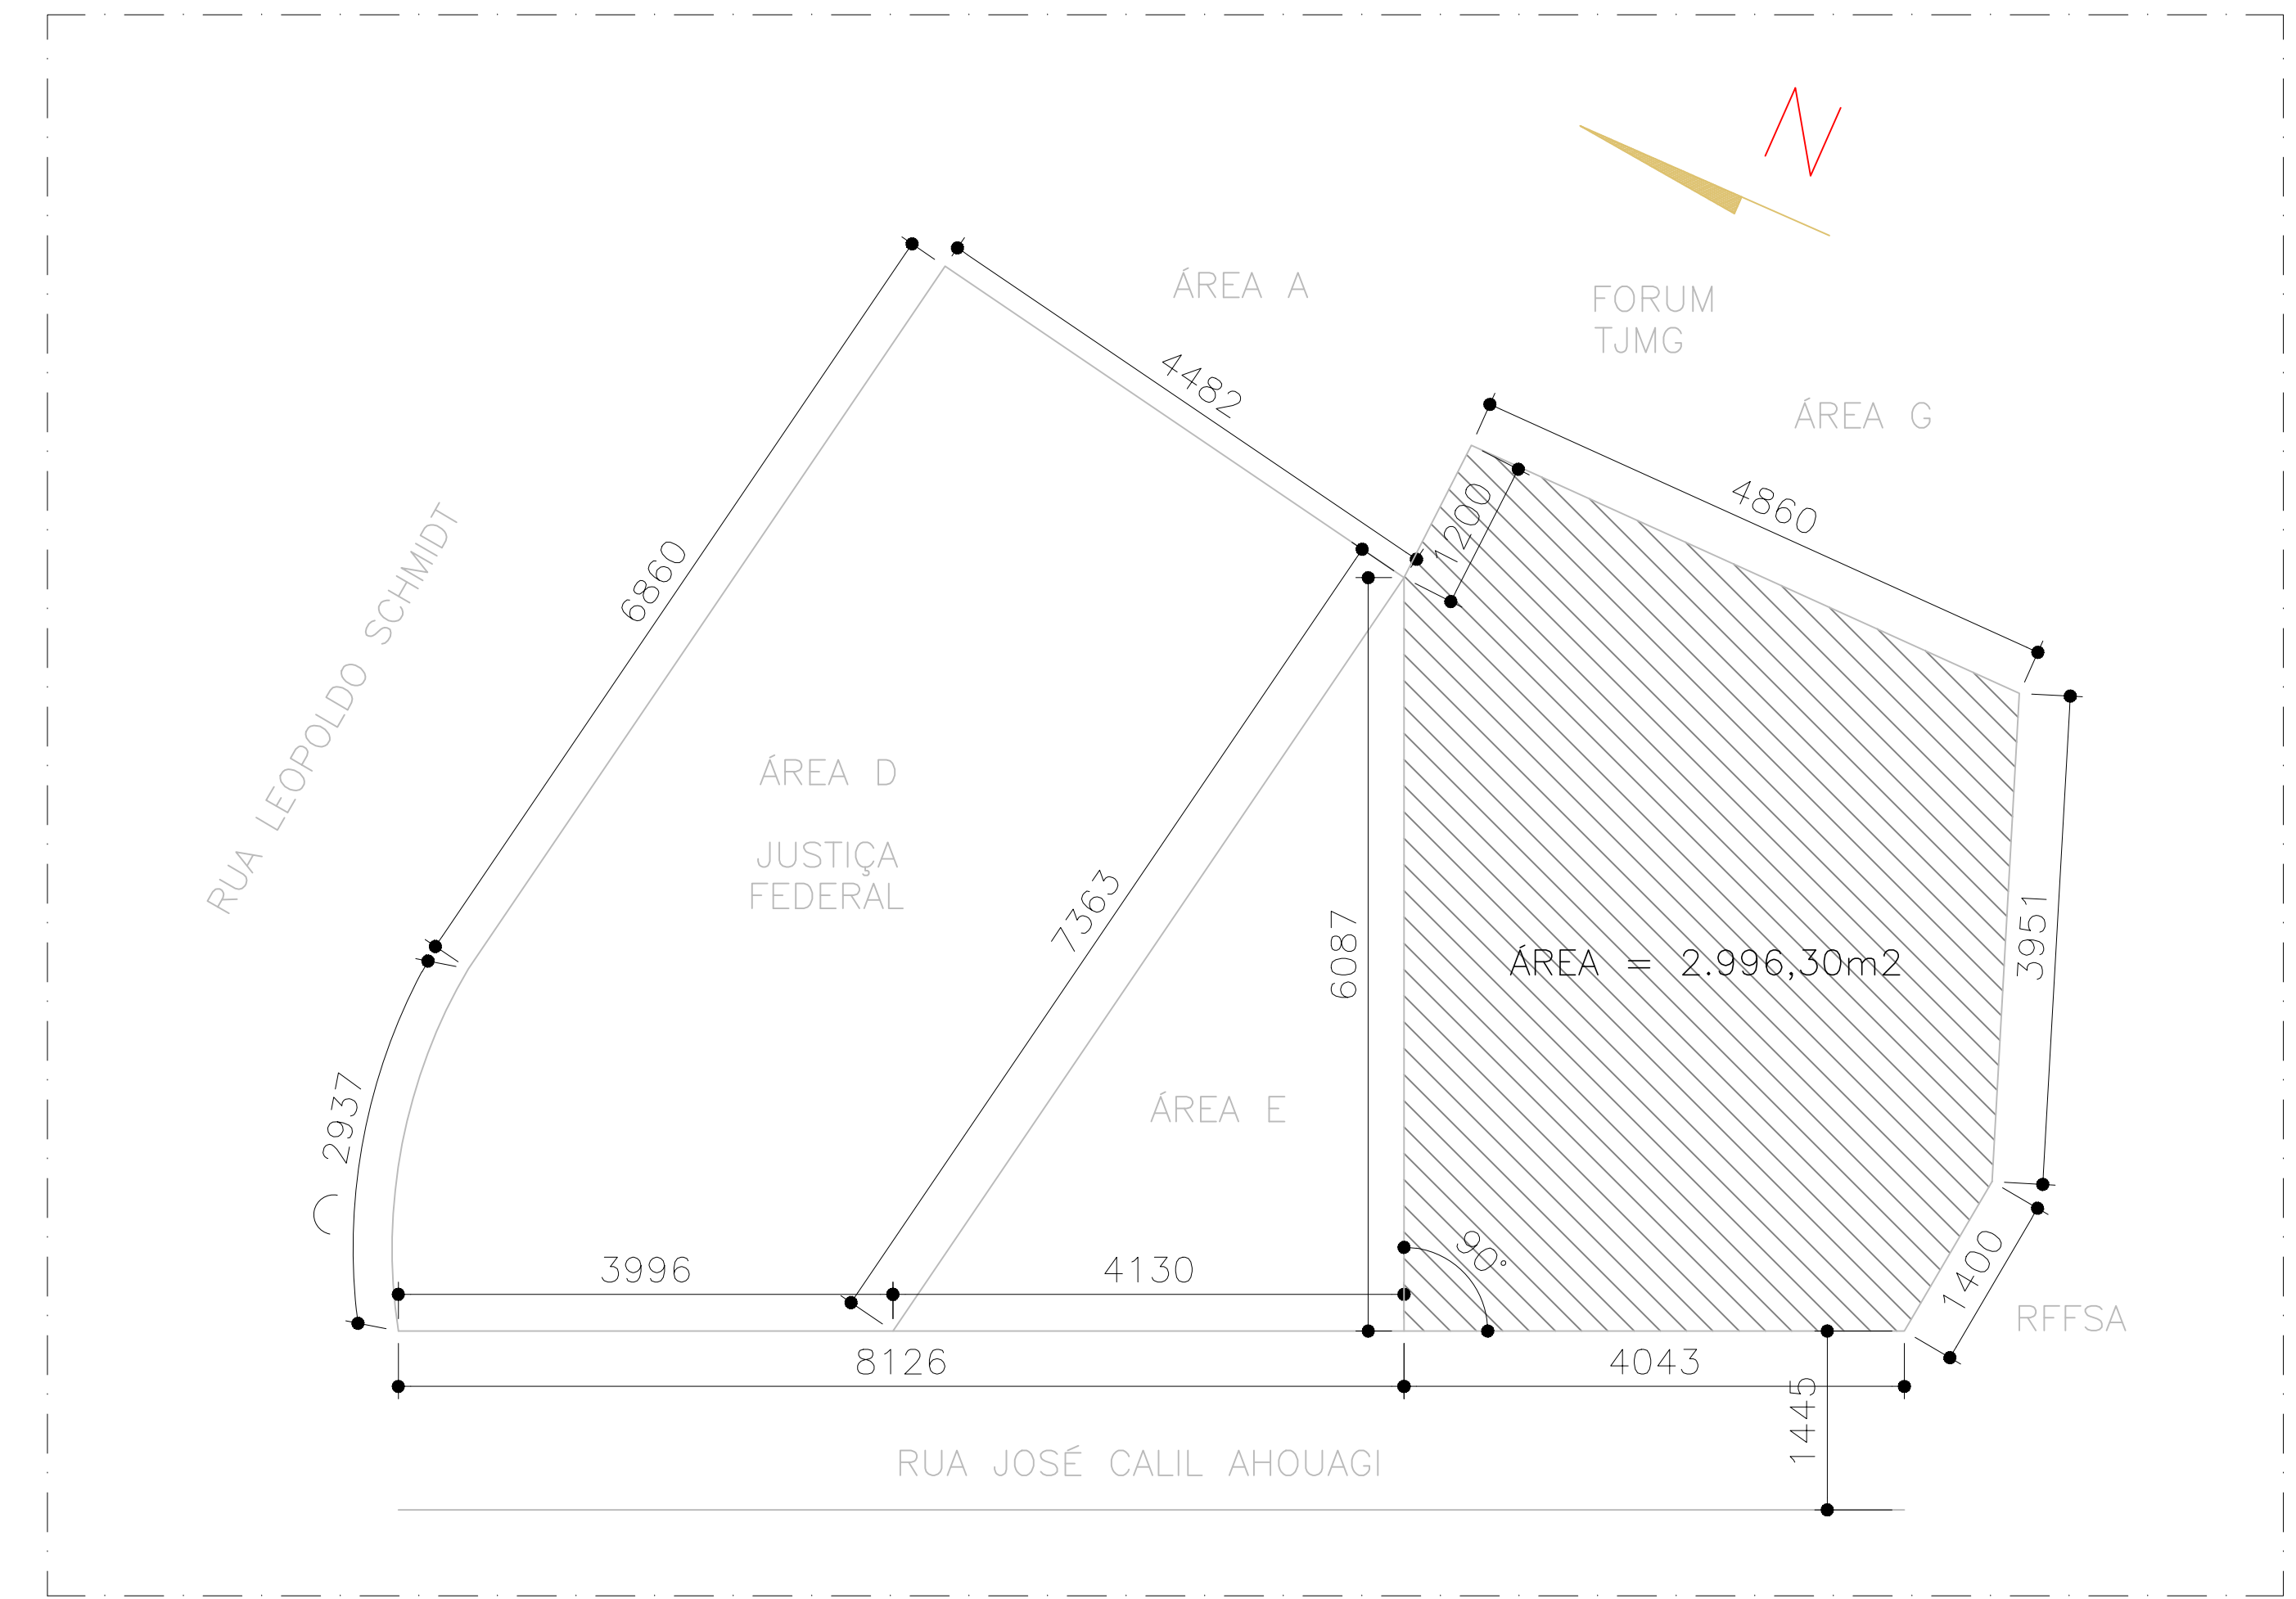 N
ÁREA A
FORUM
TJMG
4482
ÁREA G
4860
1200
6860
RUA LEOPOLDO SCHMIDT
ÁREA D
JUSTIÇA
FEDERAL
7363
6087
ÁREA = 2.996,30m2
3951
2937
ÁREA E
3996
4130
90°
1400
RFFSA
8126
4043
1445
RUA JOSÉ CALIL AHOUAGI